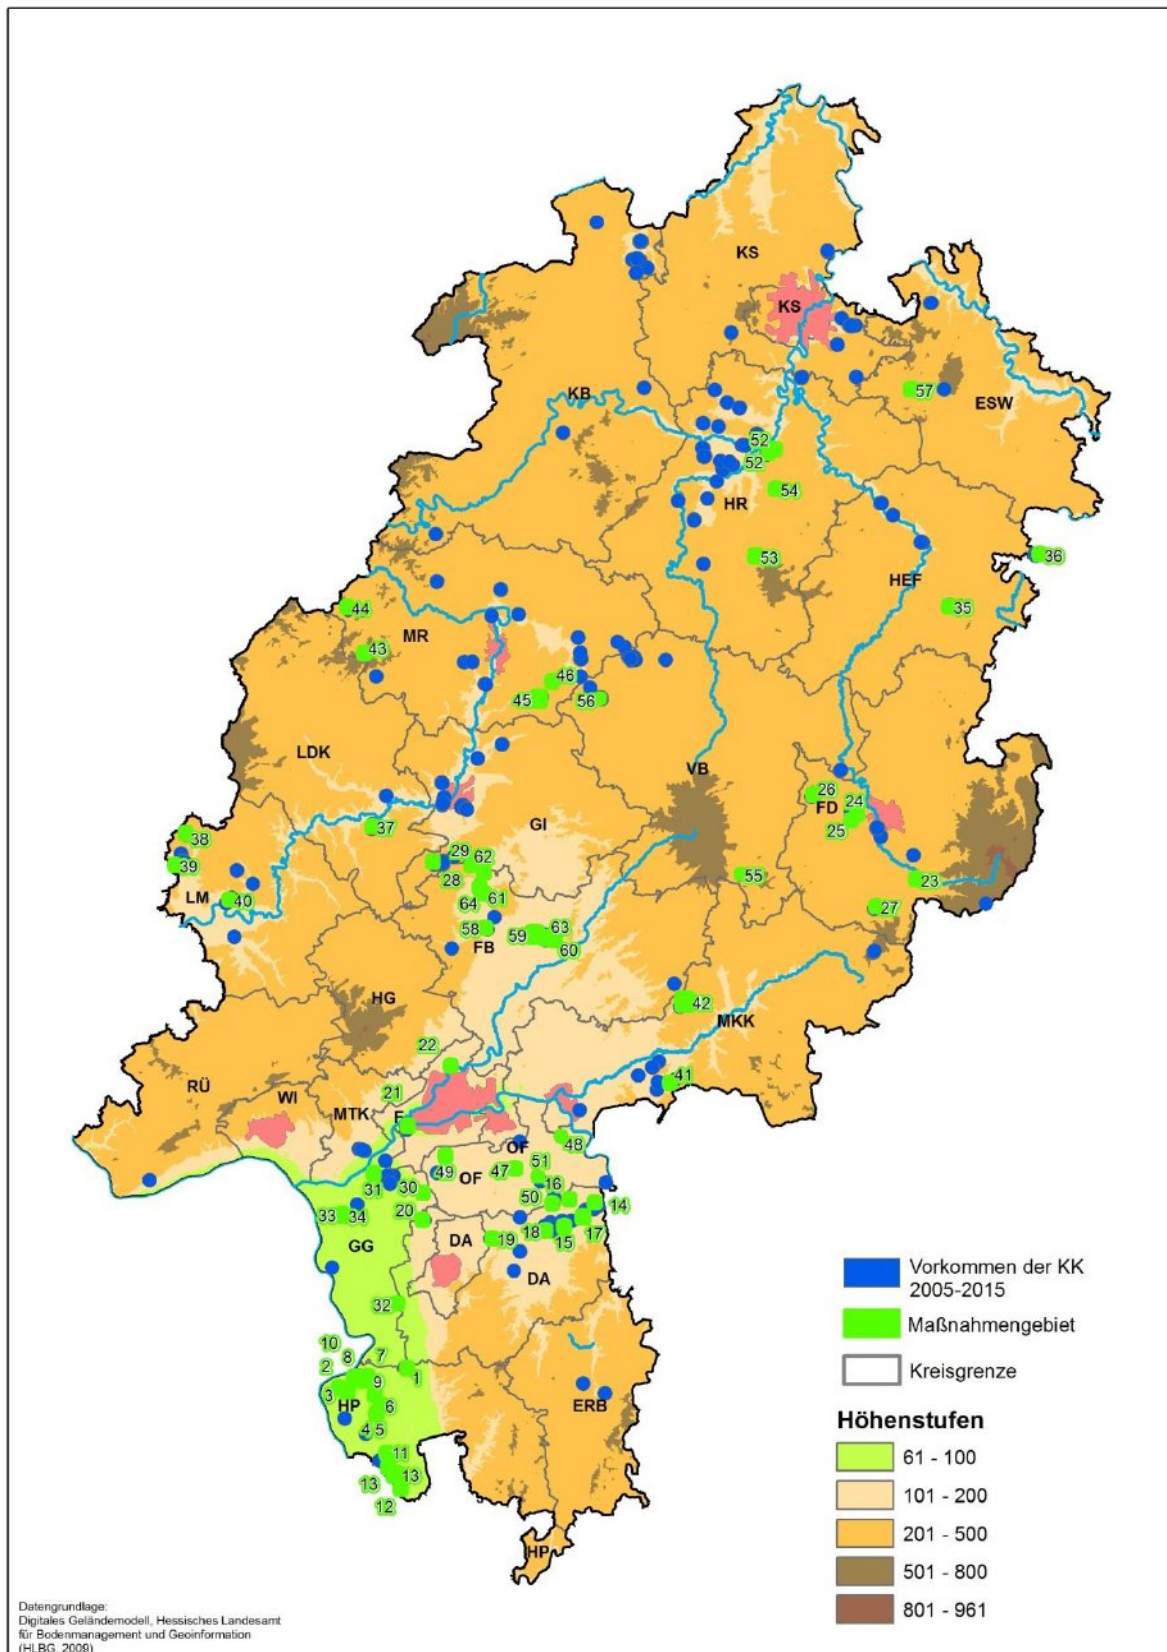 KS
KS
KB
57
ESW
52
52
54
HR
53
36
HEF
35
44
MR
43
46
45
56
LDK
VB
26
24
FD
25
38
37
GI
39
29
62
28
55
23
LM
40
64
61
27
58
59
63
FB
60
HG
42
MKK
22
RÜ
41
21
WI
MTK
F
48
OF
49
47
51
OF
31
30
16
50
14
33
34
20
18
17
GG
DA
19
15
DA
32
10
7
8
2
1
9
3
HP
6
ERB
4
5
11
13
13
12
HP
Vorkommen der KK
2005-2015
Maßnahmengebiet
Kreisgrenze
Höhenstufen
61 - 100
101 - 200
201 - 500
501 - 800
801 - 961
Datengrundlage:
Digitales Geländemodell, Hessisches Landesamt
für Bodenmanagement und Geoinformation
(HLBG, 2009)